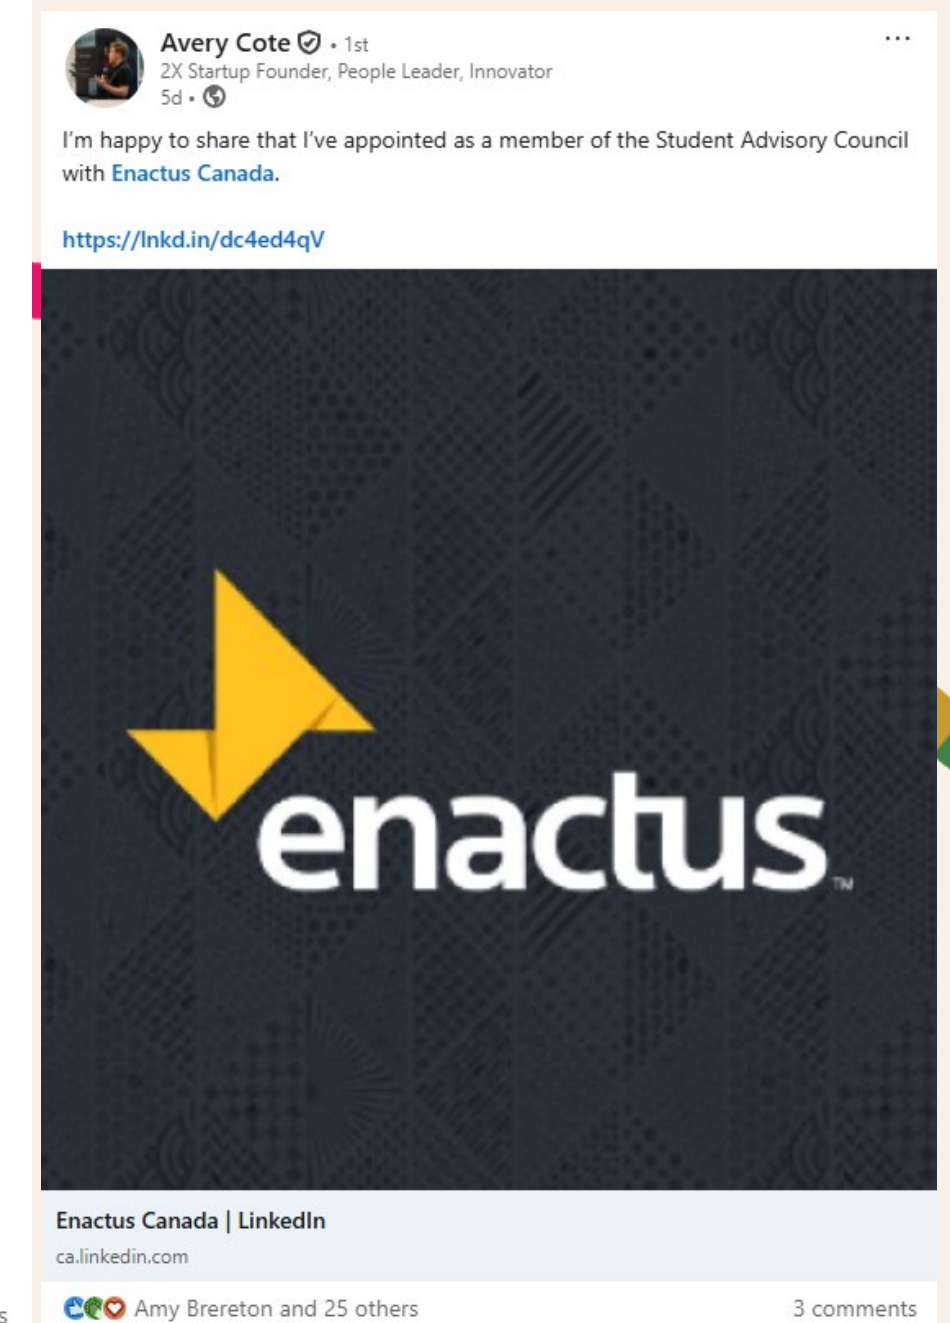 Avery Cote • 1st
2X Startup Founder, People Leader, Innovator
5d •
I'm happy to share that I've appointed as a member of the Student Advisory Council
with Enactus Canada.
https://lnkd.in/dc4ed4qV
enactus TM
Enactus Canada | LinkedIn
ca.linkedin.com
Amy Brereton and 25 others 3 comments